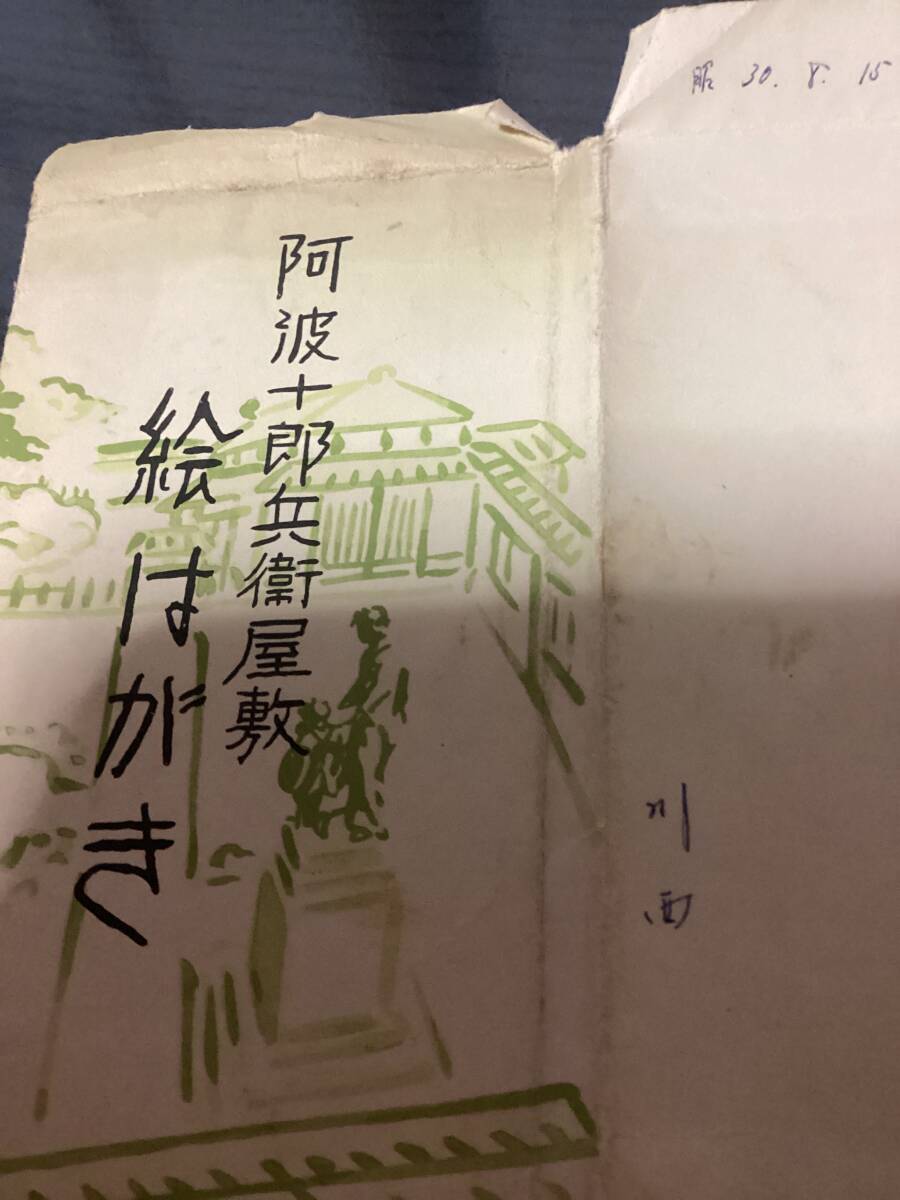 阿波十郎兵衛屋敷
絵はがき
昭 30. 8. 15
川西